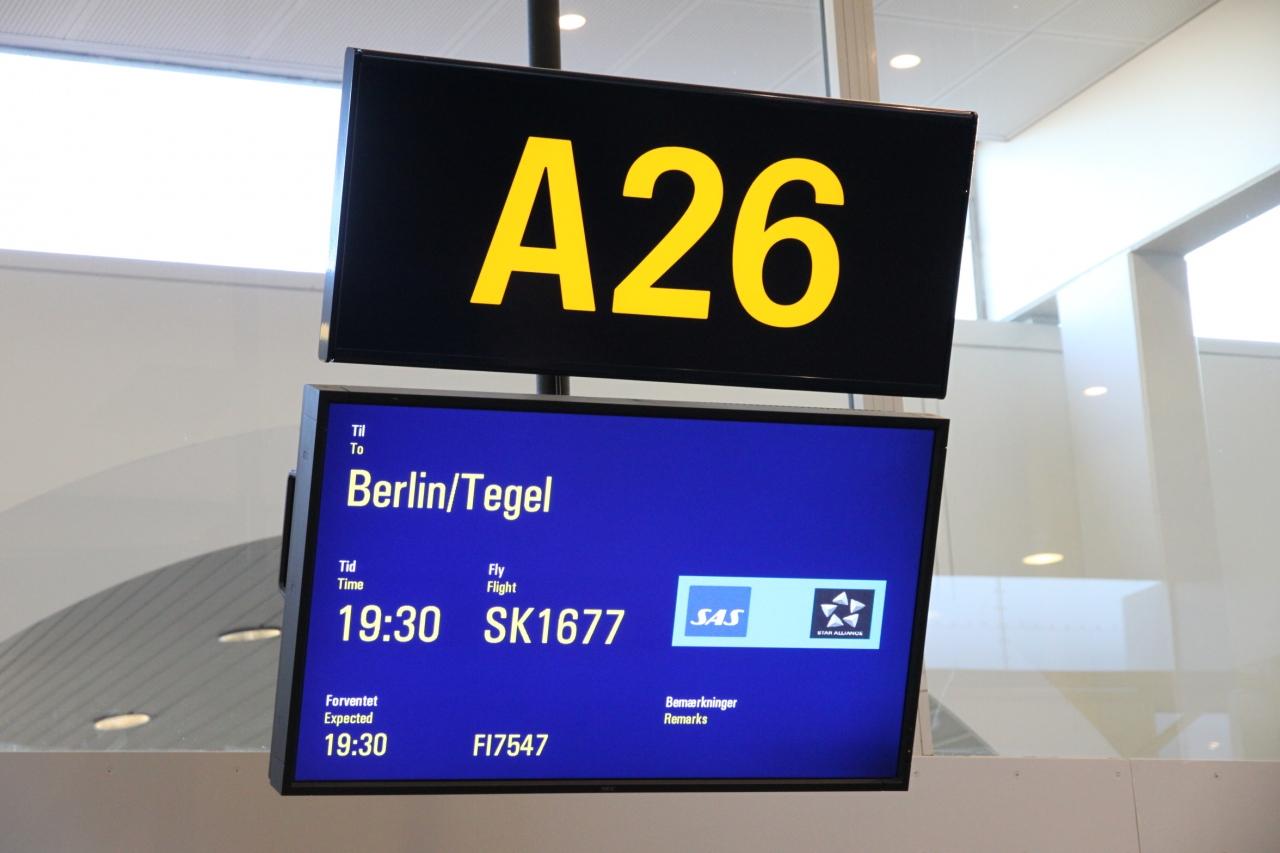 A26
Til
To
Berlin/Tegel
Tid
Time
19:30
Fly
Flight
SK1677
SAS
STAR ALLIANCE
Forventet
Expected
19:30
FI7547
Bemærkninger
Remarks